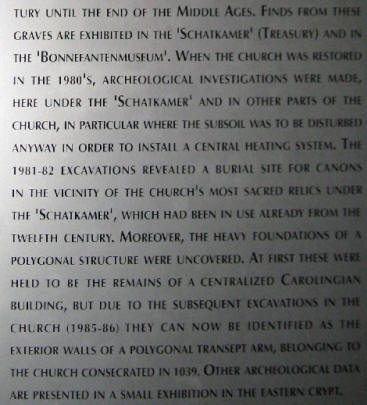 TURY UNTIL THE END OF THE MIDDLE AGES. FINDS FROM THESE
GRAVES ARE EXHIBITED IN THE 'SCHATKAMER' (TREASURY) AND IN
THE 'BONNEFANTENMUSEUM'. WHEN THE CHURCH WAS RESTORED
IN THE 1980'S, ARCHEOLOGICAL INVESTIGATIONS WERE MADE,
HERE UNDER THE 'SCHATKAMER' AND IN OTHER PARTS OF THE
CHURCH, IN PARTICULAR WHERE THE SUBSOIL WAS TO BE DISTURBED
ANYWAY IN ORDER TO INSTALL A CENTRAL HEATING SYSTEM. THE
1981-82 EXCAVATIONS REVEALED A BURIAL SITE FOR CANONS
IN THE VICINITY OF THE CHURCH'S MOST SACRED RELICS UNDER
THE 'SCHATKAMER', WHICH HAD BEEN IN USE ALREADY FROM THE
TWELFTH CENTURY. MOREOVER, THE HEAVY FOUNDATIONS OF A
POLYGONAL STRUCTURE WERE UNCOVERED. AT FIRST THESE WERE
HELD TO BE THE REMAINS OF A CENTRALIZED CAROLINGIAN
BUILDING, BUT DUE TO THE SUBSEQUENT EXCAVATIONS IN THE
CHURCH (1985-86) THEY CAN NOW BE IDENTIFIED AS THE
EXTERIOR WALLS OF A POLYGONAL TRANSEPT ARM, BELONGING TO
THE CHURCH CONSECRATED IN 1039. OTHER ARCHEOLOGICAL DATA
ARE PRESENTED IN A SMALL EXHIBITION IN THE EASTERN CRYPT.